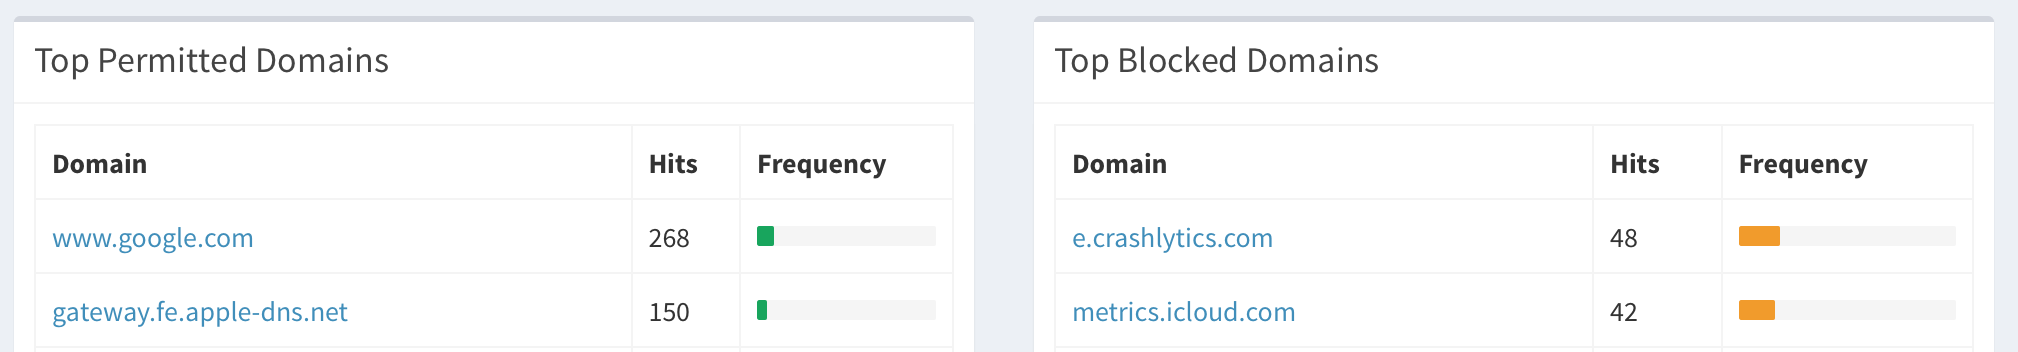 Top Permitted Domains
Domain Hits Frequency
www.google.com 268
gateway.fe.apple-dns.net 150
Top Blocked Domains
Domain Hits Frequency
e.crashlytics.com 48
metrics.icloud.com 42